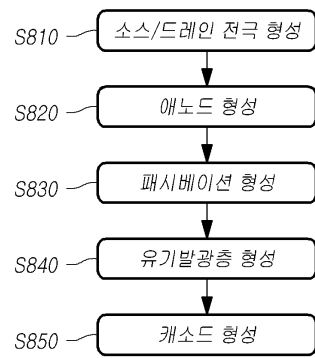 S810 소스/드레인 전극 형성
S820 애노드 형성
S830 패시베이션 형성
S840 유기발광층 형성
S850 캐소드 형성